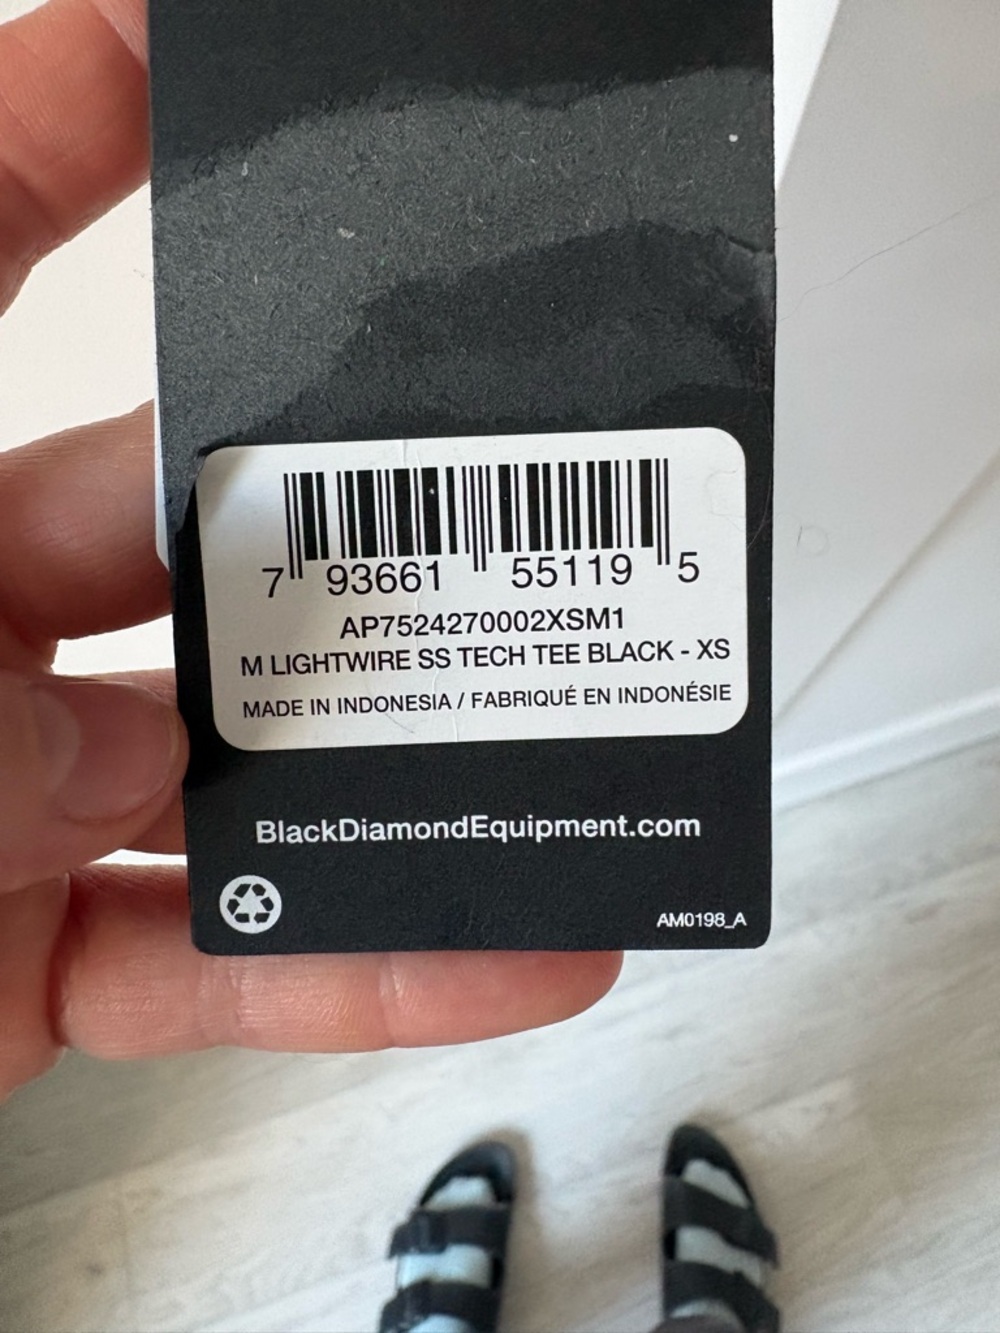 7 93661 55119 5
AP7524270002XSM1
M LIGHTWIRE SS TECH TEE BLACK - XS
MADE IN INDONESIA / FABRIQUÉ EN INDONÉSIE
BlackDiamondEquipment.com
AM0198_A